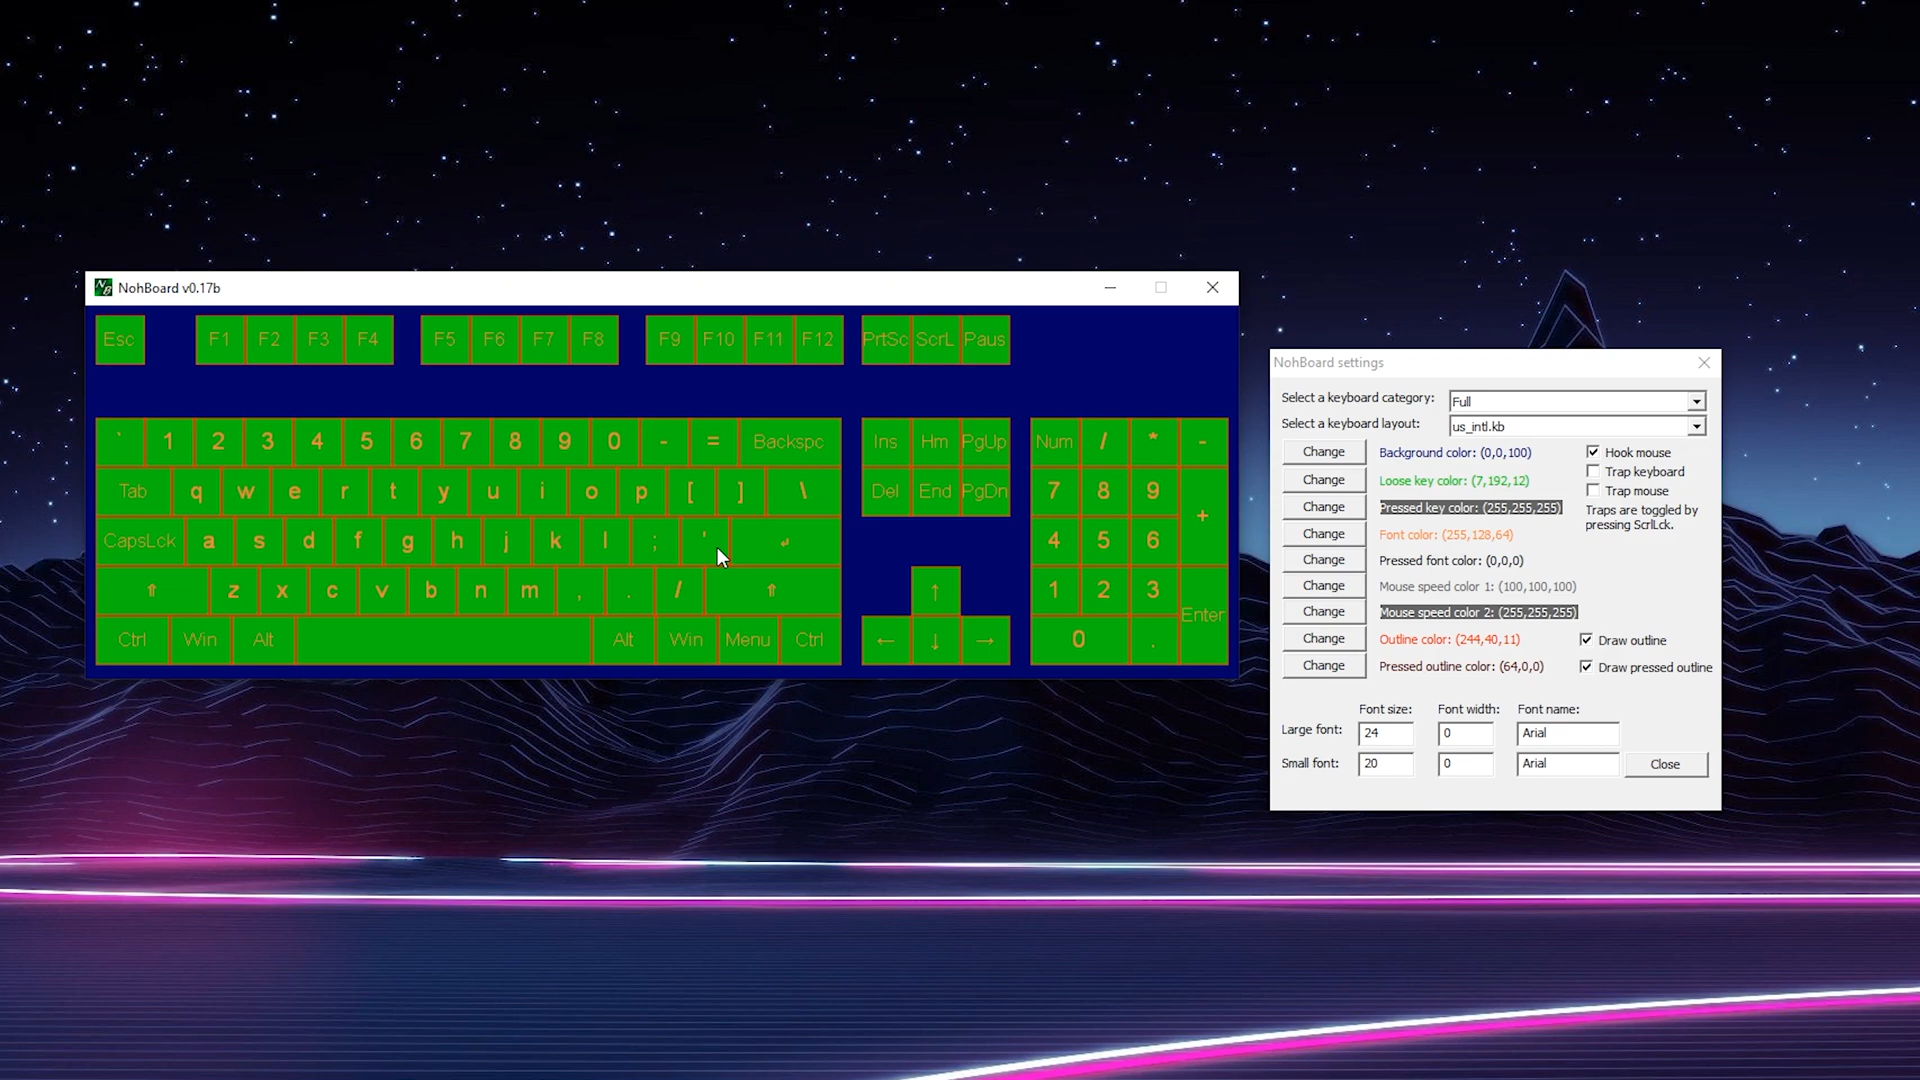 NohBoard v0.17b
Esc F1 F2 F3 F4 F5 F6 F7 F8 F9 F10 F11 F12 PrtSc ScrL Paus
` 1 2 3 4 5 6 7 8 9 0 - = Backspc Ins Hm PgUp Num / * -
Tab q w e r t y u i o p [ ] \ Del End PgDn 7 8 9 +
CapsLck a s d f g h j k l ; ' ↵ 4 5 6
⇑ z x c v b n m , . / ⇑ ↑ 1 2 3 Enter
Ctrl Win Alt Alt Win Menu Ctrl ← ↓ → 0 .
NohBoard settings
Select a keyboard category: Full
Select a keyboard layout: us_intl.kb
Change Background color: (0,0,100) Hook mouse
Change Loose key color: (7,192,12) Trap keyboard
Trap mouse
Change Pressed key color: (255,255,255) Traps are toggled by
pressing ScrlLck.
Change Font color: (255,128,64)
Change Pressed font color: (0,0,0)
Change Mouse speed color 1: (100,100,100)
Change Mouse speed color 2: (255,255,255)
Change Outline color: (244,40,11) Draw outline
Change Pressed outline color: (64,0,0) Draw pressed outline
Font size: Font width: Font name:
Large font: 24 0 Arial
Small font: 20 0 Arial Close